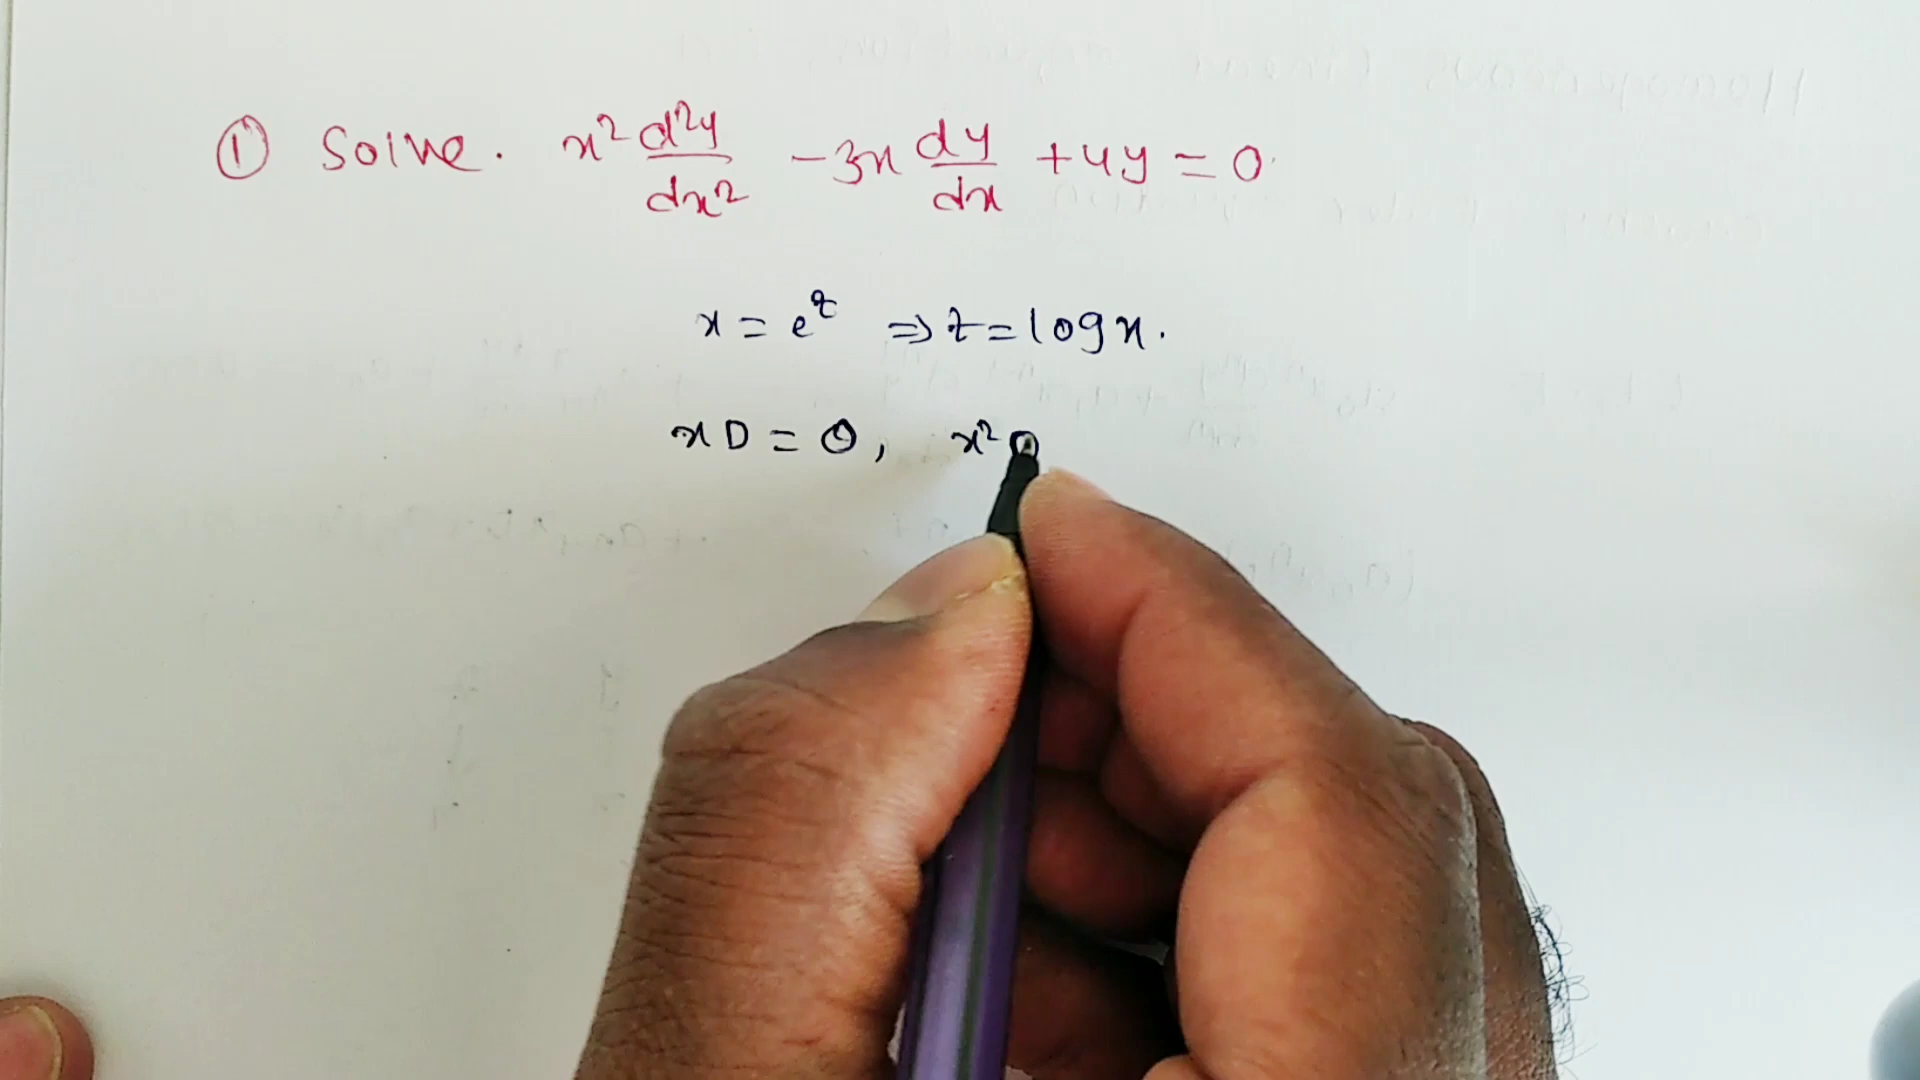 ① Solve. x² d²y/dx² - 3x dy/dx + 4y = 0
x = e^z ⇒ z = log x.
xD = θ, x² D